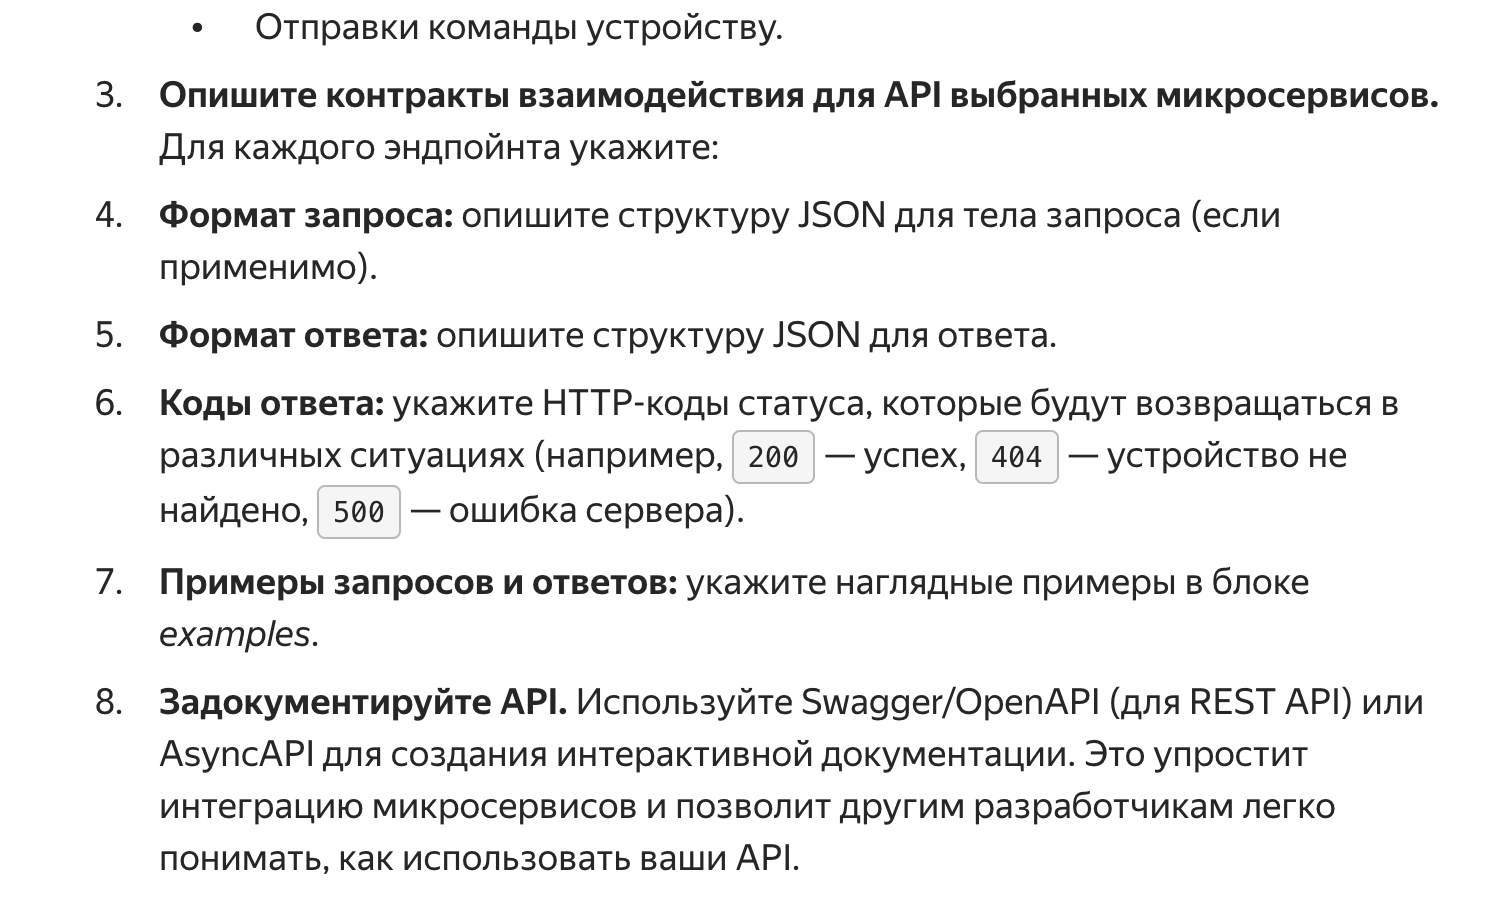 • Отправки команды устройству.
3. Опишите контракты взаимодействия для API выбранных микросервисов.
Для каждого эндпойнта укажите:
4. Формат запроса: опишите структуру JSON для тела запроса (если
применимо).
5. Формат ответа: опишите структуру JSON для ответа.
6. Коды ответа: укажите HTTP-коды статуса, которые будут возвращаться в
различных ситуациях (например, 200 — успех, 404 — устройство не
найдено, 500 — ошибка сервера).
7. Примеры запросов и ответов: укажите наглядные примеры в блоке
examples.
8. Задокументируйте API. Используйте Swagger/OpenAPI (для REST API) или
AsyncAPI для создания интерактивной документации. Это упростит
интеграцию микросервисов и позволит другим разработчикам легко
понимать, как использовать ваши API.